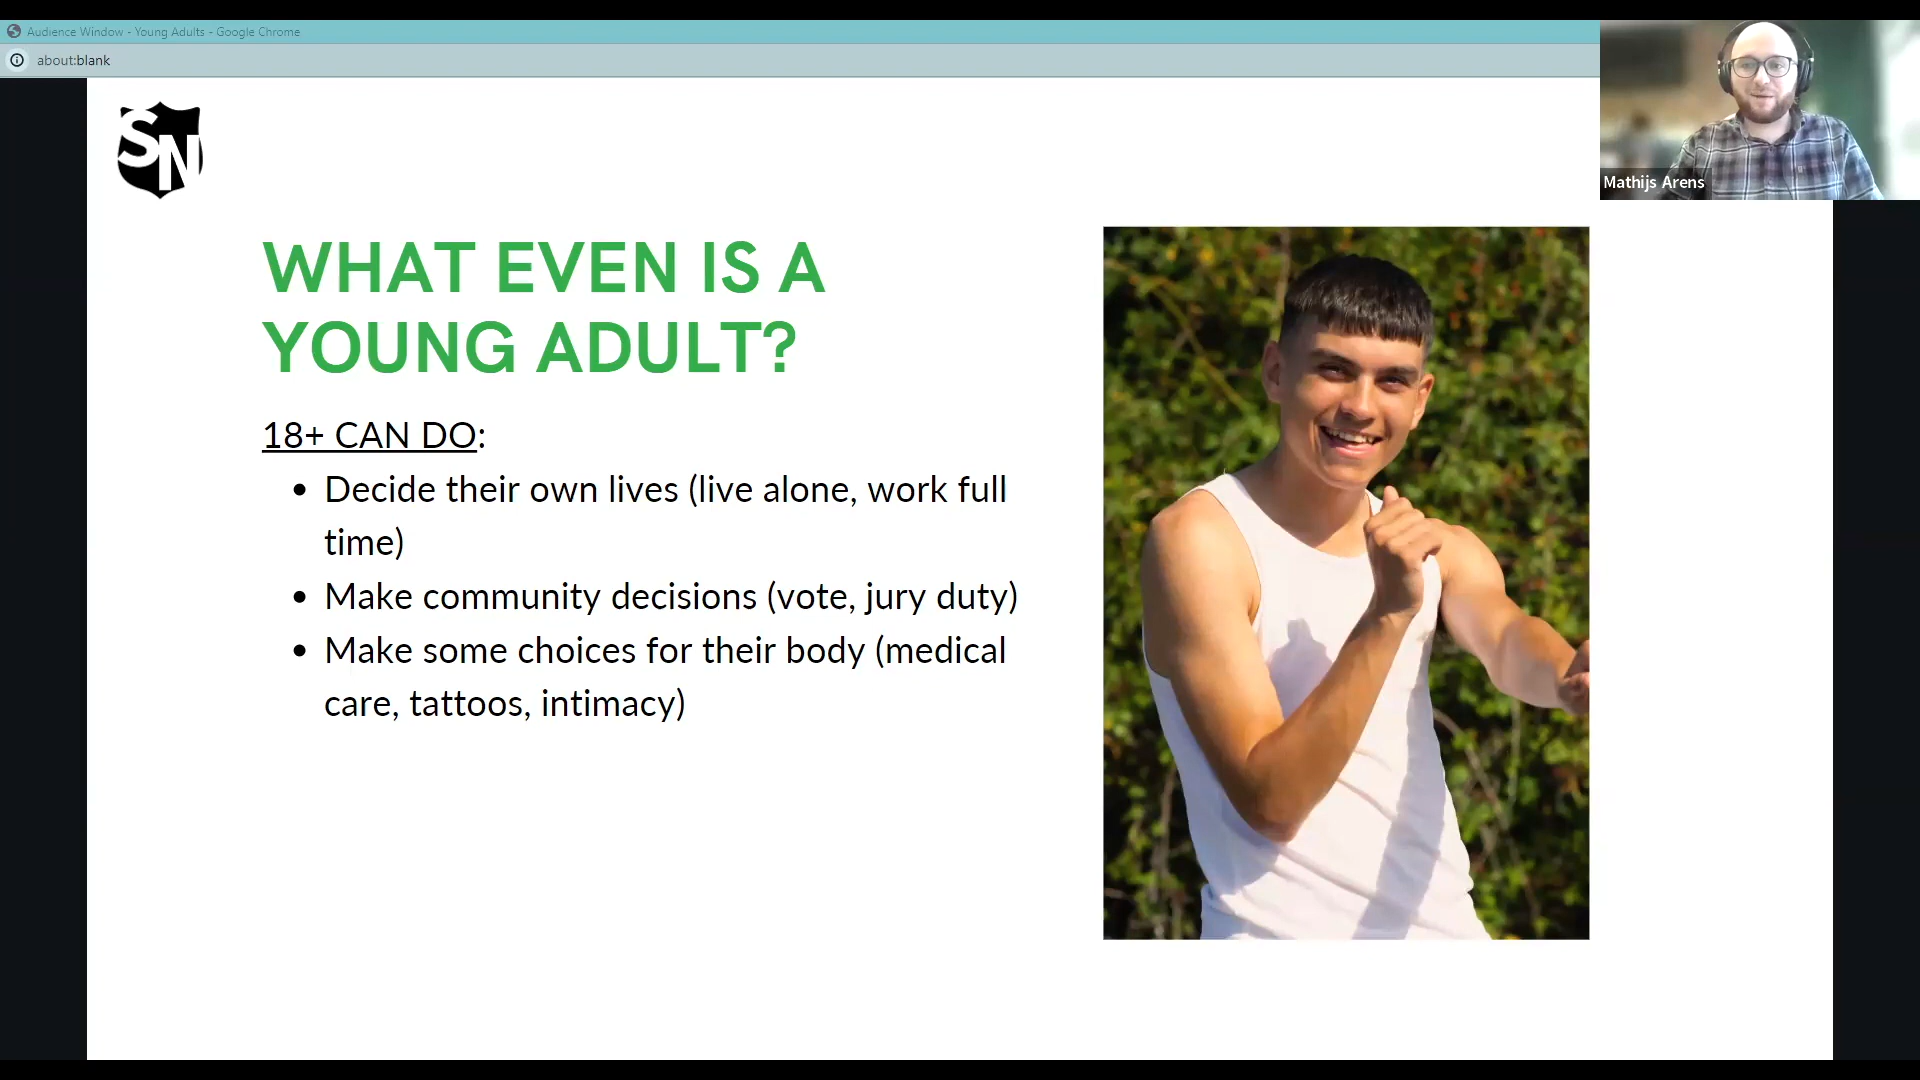 Audience Window - Young Adults - Google Chrome
about:blank
SN
Mathijs Arens
WHAT EVEN IS A
YOUNG ADULT?
18+ CAN DO:
• Decide their own lives (live alone, work full
time)
• Make community decisions (vote, jury duty)
• Make some choices for their body (medical
care, tattoos, intimacy)